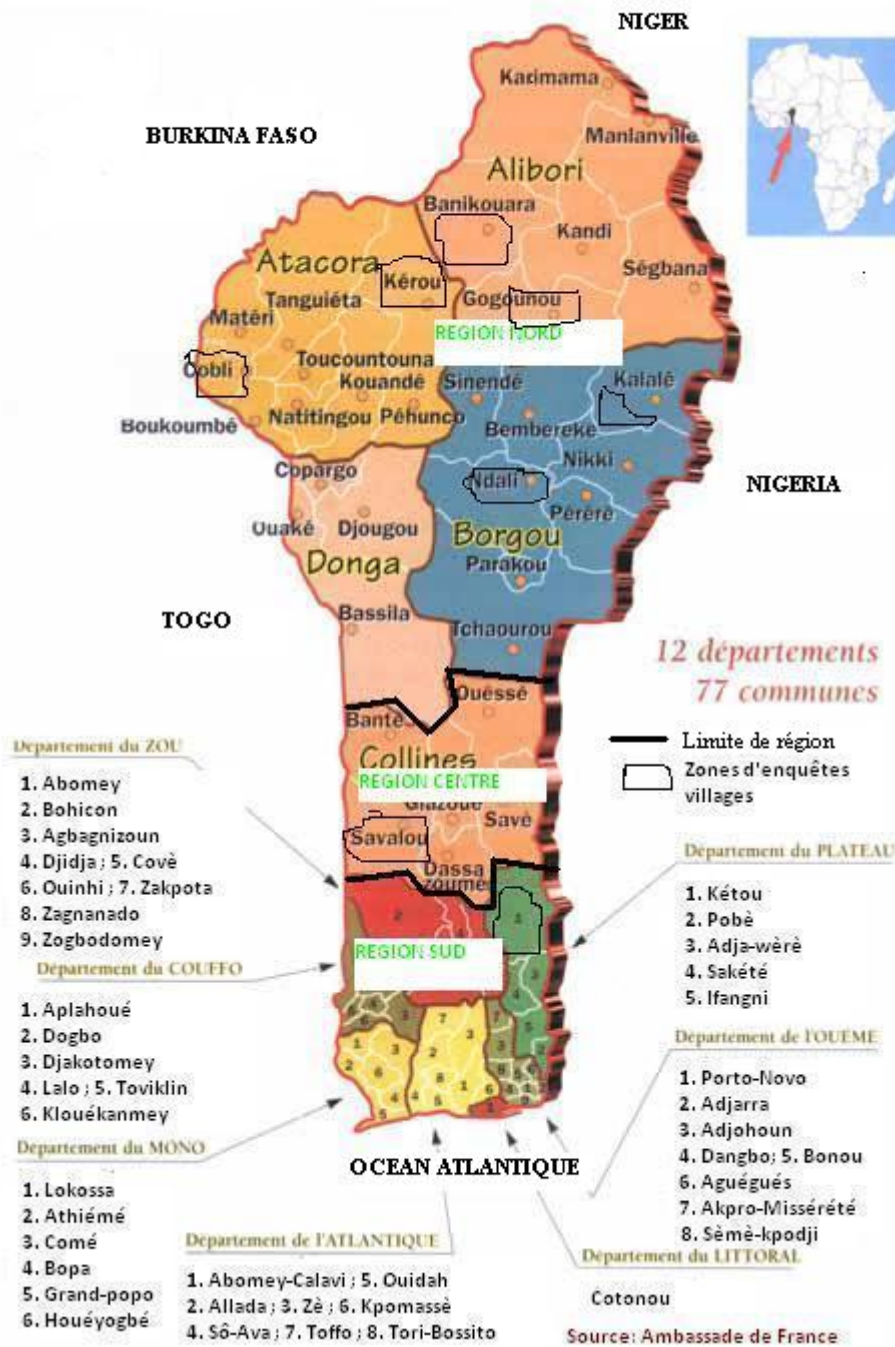 NIGER
BURKINA FASO
Karimama
Manlanville
Alibori
Banikouara
Kandi
Ségbana
Atacora
Kérou
Tanguiéta
Gogounou
Matéri
REGION NORD
Toucountouna
Cobli
Kouandé
Sinendé
Kalalé
Boukoumbé
Natitingou
Péhunco
Bembereké
Nikki
Copargo
Ndali
NIGERIA
Pèrèrè
Ouaké
Djougou
Borgou
Donga
Parakou
TOGO
Bassila
Tchaourou
12 départements
77 communes
Ouèssé
Bantè
Limite de région
Zones d'enquêtes
villages
Collines
REGION CENTRE
Glazoué
Savè
Savalou
Dassa
zoume
REGION SUD
Département du ZOU
1. Abomey
2. Bohicon
3. Agbagnizoun
4. Djidja ; 5. Covè
6. Ouinhi ; 7. Zakpota
8. Zagnanado
9. Zogbodomey
Département du COUFFO
1. Aplahoué
2. Dogbo
3. Djakotomey
4. Lalo ; 5. Toviklin
6. Klouékanmey
Département du MONO
1. Lokossa
2. Athiémé
3. Comé
4. Bopa
5. Grand-popo
6. Houéyogbé
OCEAN ATLANTIQUE
Département de l'ATLANTIQUE
1. Abomey-Calavi ; 5. Ouidah
2. Allada ; 3. Zè ; 6. Kpomassè
4. Sô-Ava ; 7. Toffo ; 8. Tori-Bossito
Département du PLATEAU
1. Kétou
2. Pobè
3. Adja-wèrè
4. Sakété
5. Ifangni
Département de l'OUEME
1. Porto-Novo
2. Adjarra
3. Adjohoun
4. Dangbo; 5. Bonou
6. Aguégués
7. Akpro-Missérété
8. Sèmè-kpodji
Département du LITTORAL
Cotonou
Source: Ambassade de France